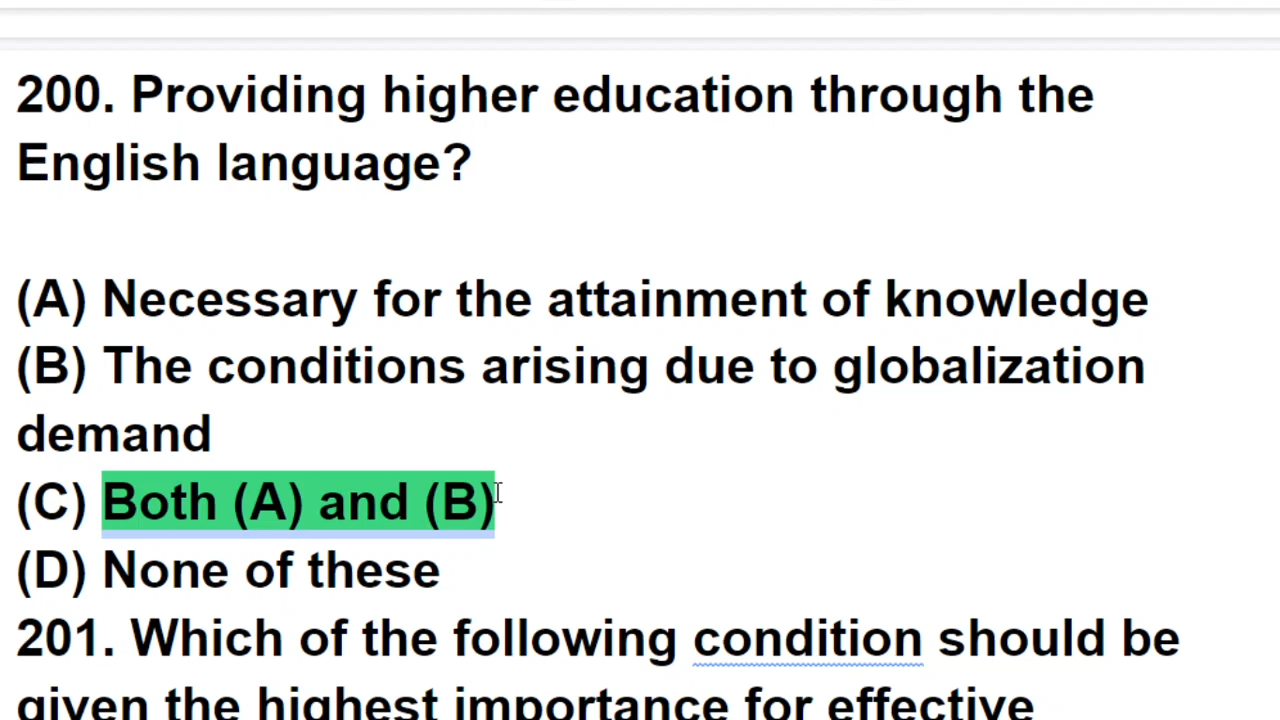 200. Providing higher education through the
English language?
(A) Necessary for the attainment of knowledge
(B) The conditions arising due to globalization
demand
(C) Both (A) and (B)
(D) None of these
201. Which of the following condition should be
given the highest importance for effective